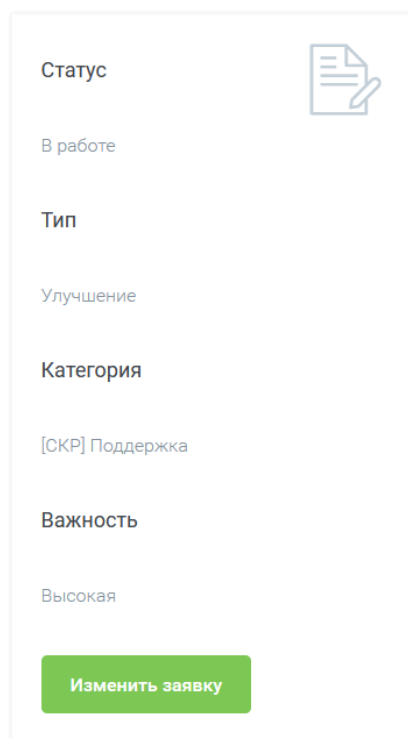 Статус
В работе
Тип
Улучшение
Категория
[СКР] Поддержка
Важность
Высокая
Изменить заявку